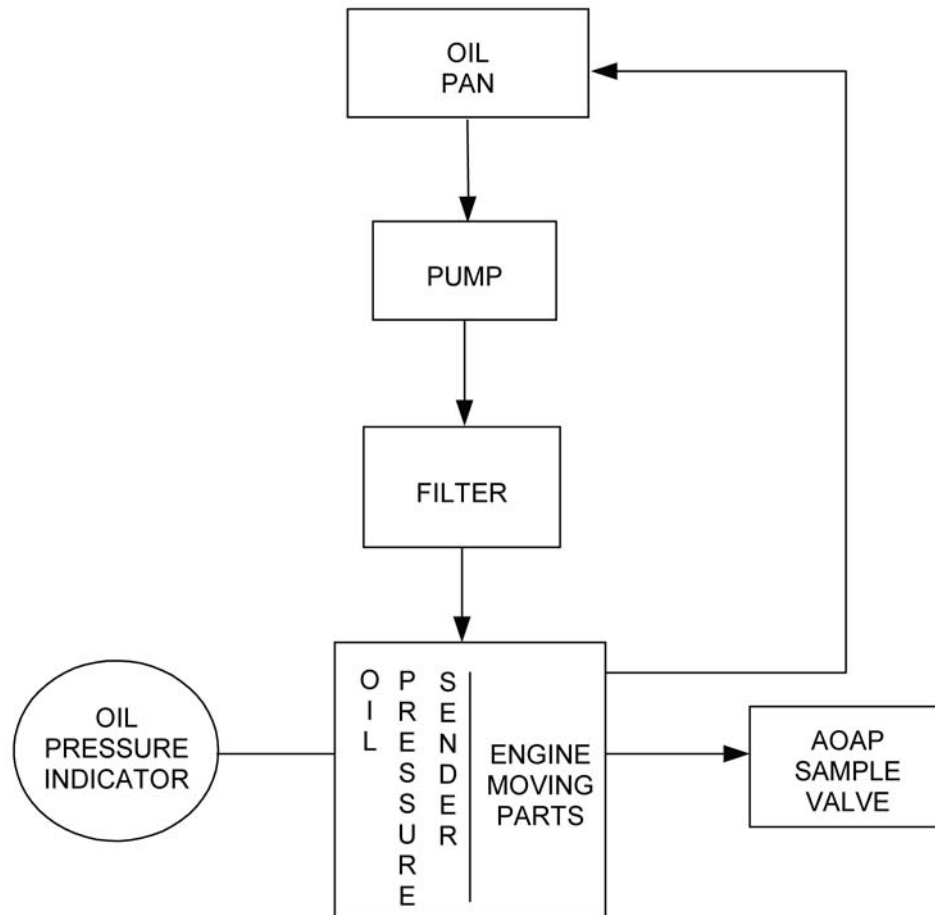 OIL
PAN
PUMP
FILTER
OIL
PRESSURE
INDICATOR
OIL
PRESSURE
SENDER
ENGINE
MOVING
PARTS
AOAP
SAMPLE
VALVE